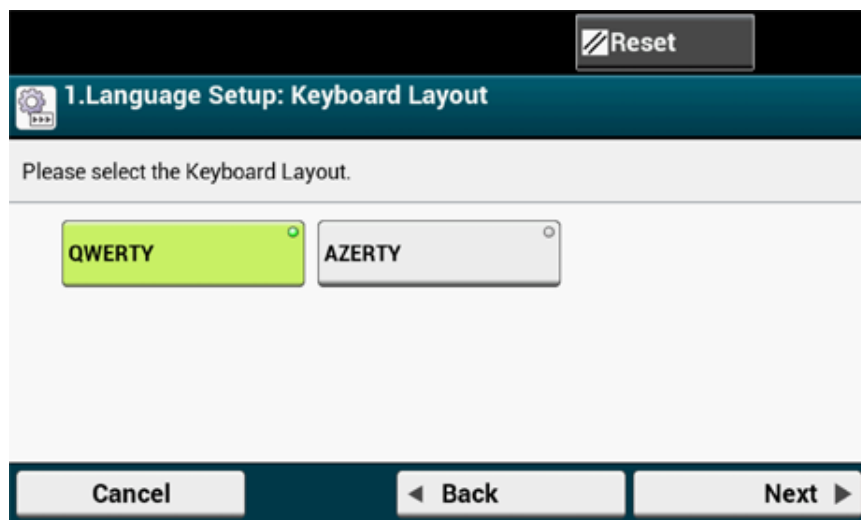 Reset
1.Language Setup: Keyboard Layout
Please select the Keyboard Layout.
QWERTY AZERTY
Cancel Back Next